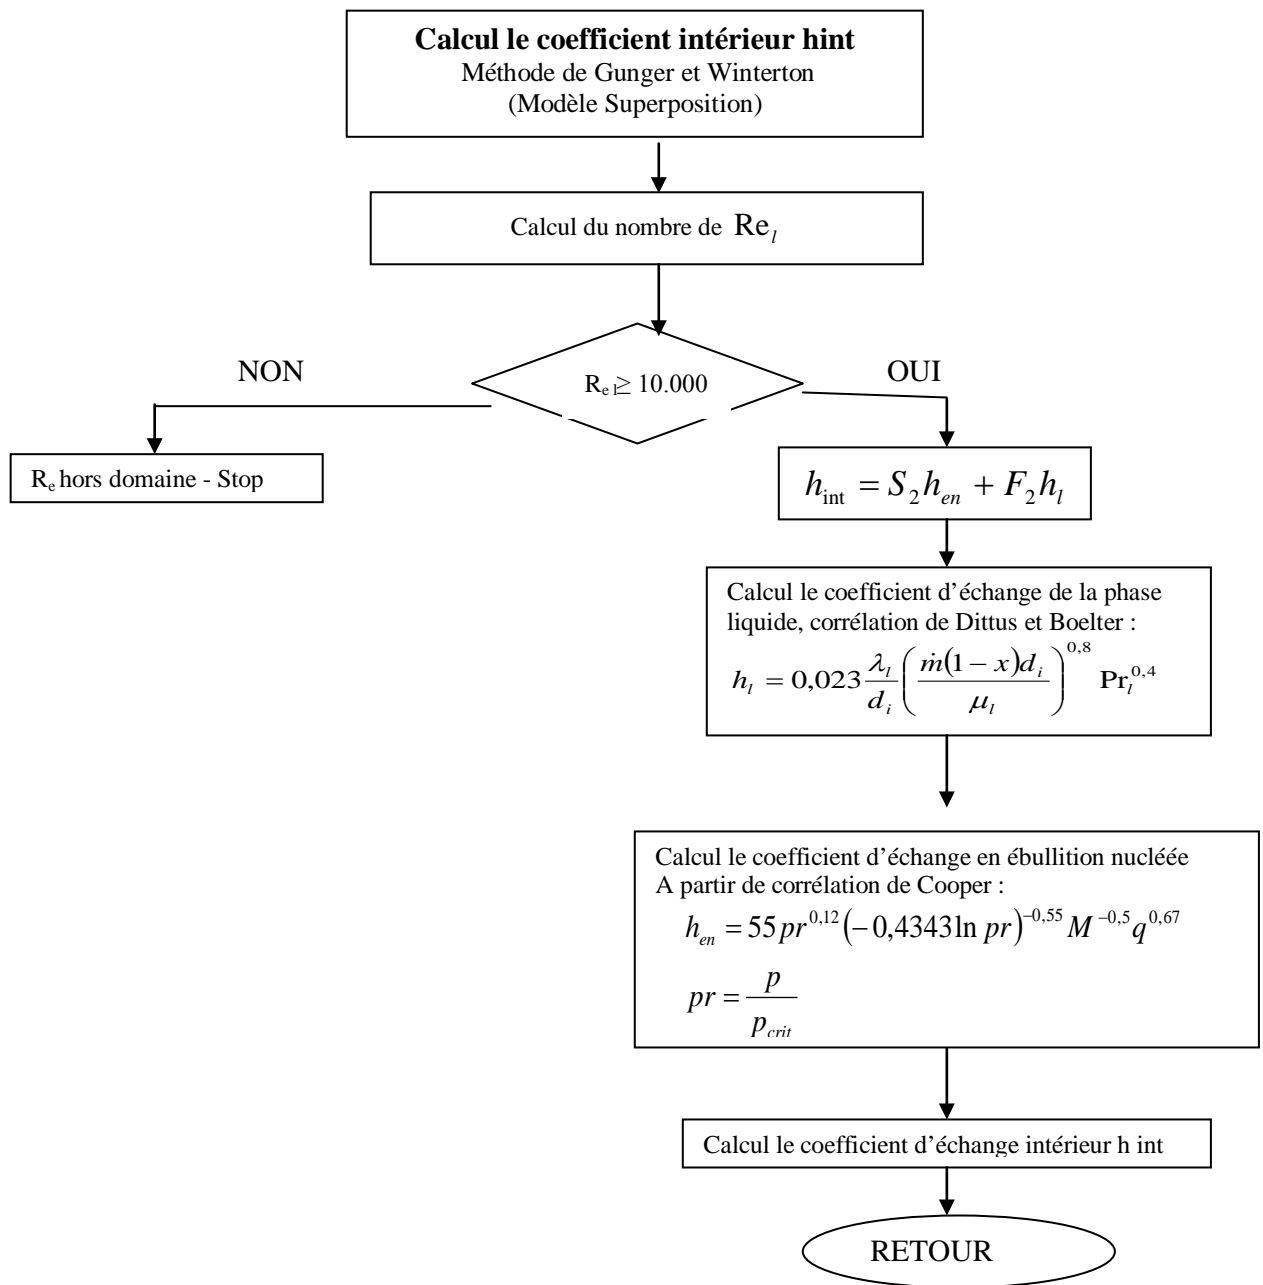 Calcul le coefficient intérieur hint
Méthode de Gunger et Winterton
(Modèle Superposition)
Calcul du nombre de Re_l
NON
R_e l ≥ 10.000
OUI
R_e hors domaine - Stop
h_int = S_2 h_en + F_2 h_l
Calcul le coefficient d’échange de la phase
liquide, corrélation de Dittus et Boelter :
h_l = 0,023 λ_l/d_i (ṁ(1 − x)d_i/μ_l)^0,8 Pr_l^0,4
Calcul le coefficient d’échange en ébullition nucléée
A partir de corrélation de Cooper :
h_en = 55 pr^0,12 (− 0,4343 ln pr)^−0,55 M^−0,5 q^0,67
pr = p/p_crit
Calcul le coefficient d’échange intérieur h int
RETOUR